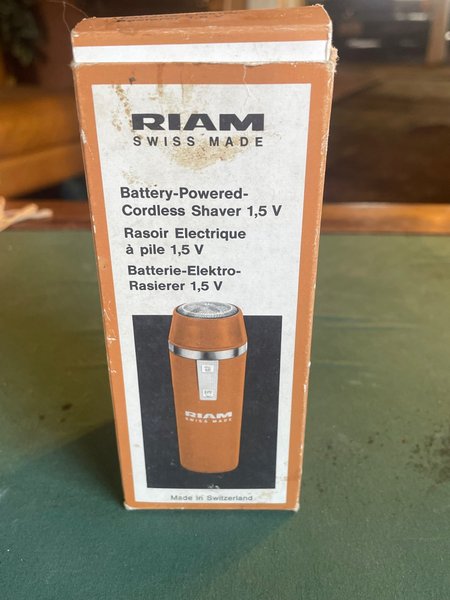 RIAM
SWISS MADE
Battery-Powered-
Cordless Shaver 1,5 V
Rasoir Electrique
à pile 1,5 V
Batterie-Elektro-
Rasierer 1,5 V
RIAM
SWISS MADE
Made in Switzerland